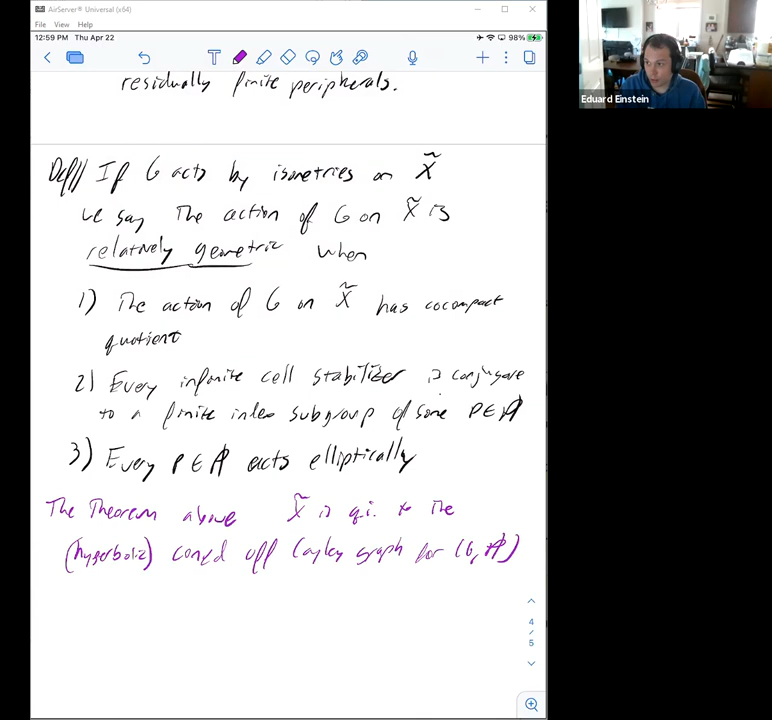 AirServer® Universal (x64)
File Edit View Help
12:59 PM Thu Apr 22
98%
residually finite peripherals.
Eduard Einstein
Def// If G acts by isometries on X̃
we say the action of G on X̃ is
relatively geometric when
1) The action of G on X̃ has cocompact
quotient
2) Every infinite cell stabilizer is conjugate
to a finite index subgroup of some P∈ℙ
3) Every P∈ℙ acts elliptically
The Theorem above X̃ is q.i. to the
(hyperbolic) coned off Cayley graph for (G, ℙ)
4
/
5